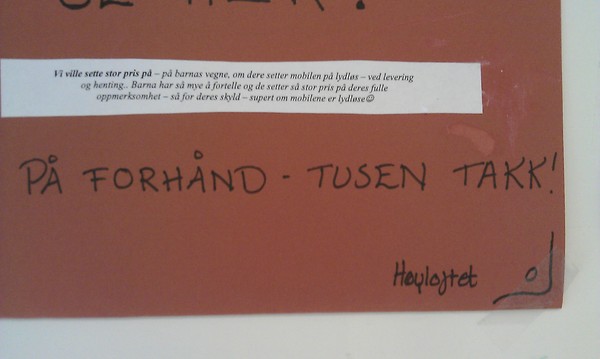 Vi ville sette stor pris på – på barnas vegne, om dere setter mobilen på lydløs – ved levering
og henting.. Barna har så mye å fortelle og de setter så stor pris på deres fulle
oppmerksomhet – så for deres skyld – supert om mobilene er lydløse☺
PÅ FORHÅND - TUSEN TAKK!
Høyloftet